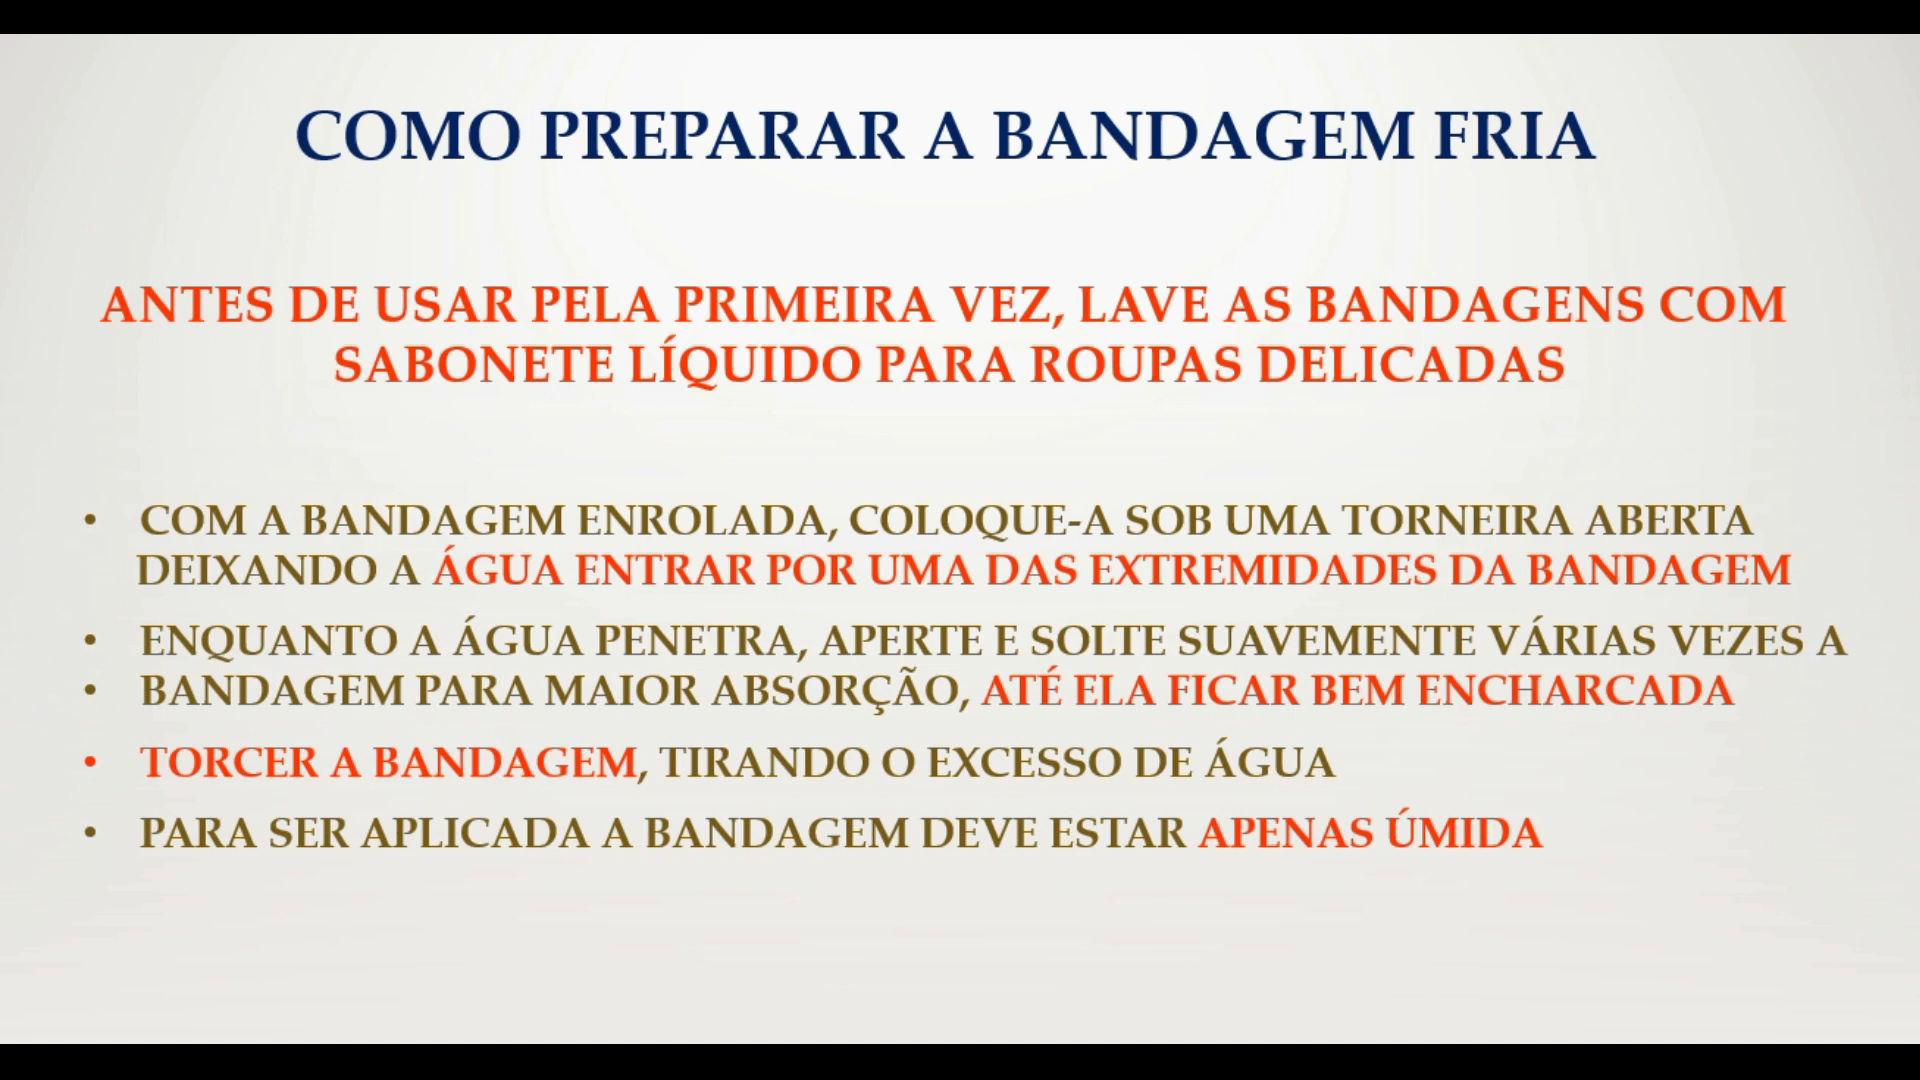 COMO PREPARAR A BANDAGEM FRIA
ANTES DE USAR PELA PRIMEIRA VEZ, LAVE AS BANDAGENS COM
SABONETE LÍQUIDO PARA ROUPAS DELICADAS
• COM A BANDAGEM ENROLADA, COLOQUE-A SOB UMA TORNEIRA ABERTA
DEIXANDO A ÁGUA ENTRAR POR UMA DAS EXTREMIDADES DA BANDAGEM
• ENQUANTO A ÁGUA PENETRA, APERTE E SOLTE SUAVEMENTE VÁRIAS VEZES A
• BANDAGEM PARA MAIOR ABSORÇÃO, ATÉ ELA FICAR BEM ENCHARCADA
• TORCER A BANDAGEM, TIRANDO O EXCESSO DE ÁGUA
• PARA SER APLICADA A BANDAGEM DEVE ESTAR APENAS ÚMIDA